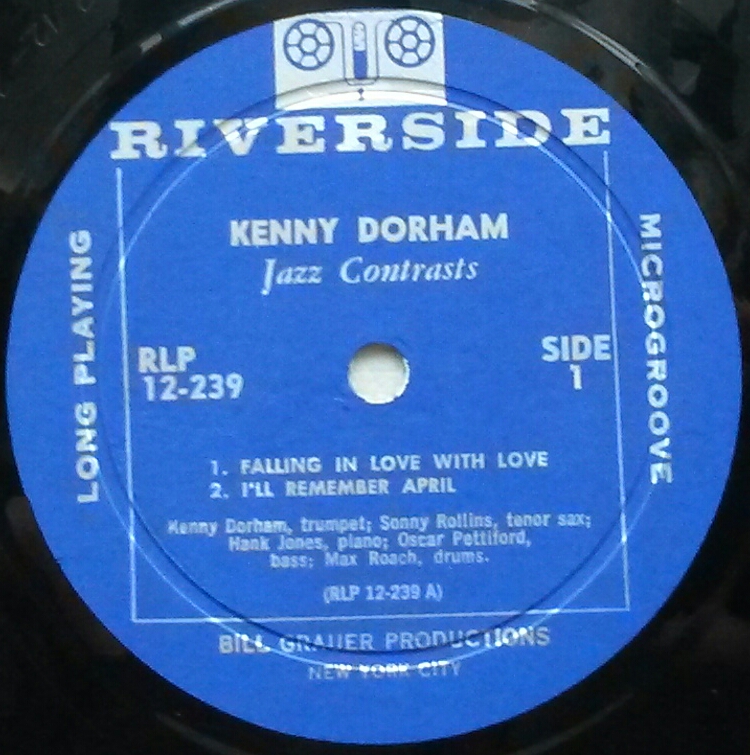 RIVERSIDE
KENNY DORHAM
Jazz Contrasts
LONG PLAYING
MICROGROOVE
RLP
12-239
SIDE
1
1. FALLING IN LOVE WITH LOVE
2. I'LL REMEMBER APRIL
Kenny Dorham, trumpet; Sonny Rollins, tenor sax;
Hank Jones, piano; Oscar Pettiford,
bass; Max Roach, drums.
(RLP 12-239 A)
BILL GRAUER PRODUCTIONS
NEW YORK CITY